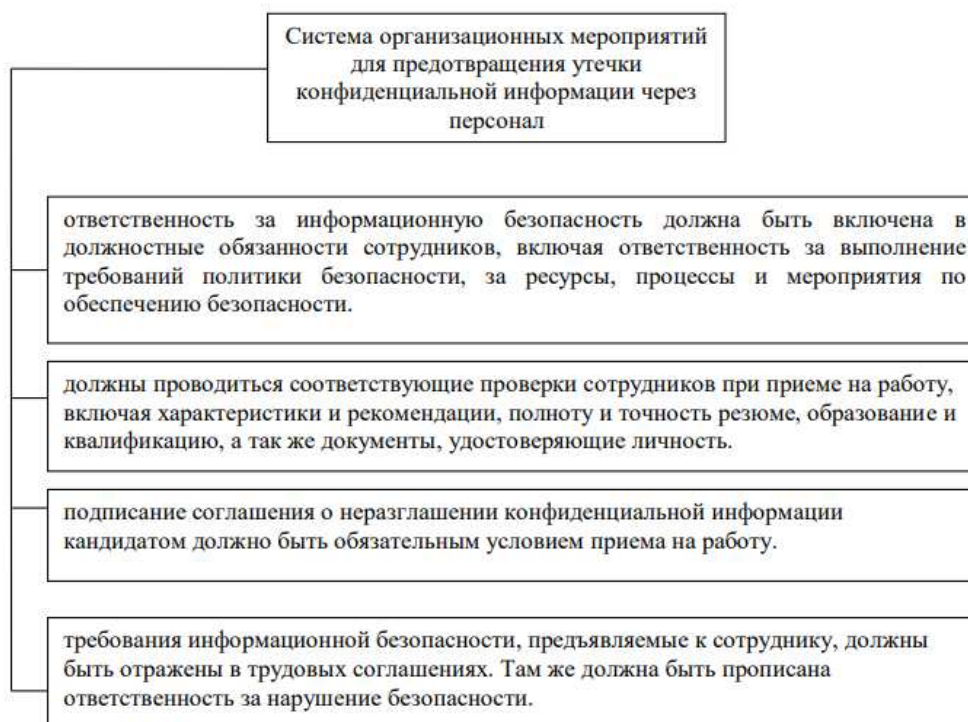 Система организационных мероприятий
для предотвращения утечки
конфиденциальной информации через
персонал
ответственность за информационную безопасность должна быть включена в
должностные обязанности сотрудников, включая ответственность за выполнение
требований политики безопасности, за ресурсы, процессы и мероприятия по
обеспечению безопасности.
должны проводиться соответствующие проверки сотрудников при приеме на работу,
включая характеристики и рекомендации, полноту и точность резюме, образование и
квалификацию, а так же документы, удостоверяющие личность.
подписание соглашения о неразглашении конфиденциальной информации
кандидатом должно быть обязательным условием приема на работу.
требования информационной безопасности, предъявляемые к сотруднику, должны
быть отражены в трудовых соглашениях. Там же должна быть прописана
ответственность за нарушение безопасности.